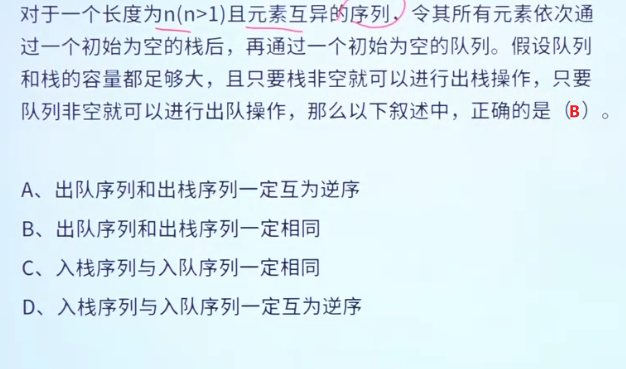 对于一个长度为n(n>1)且元素互异的序列，令其所有元素依次通
过一个初始为空的栈后，再通过一个初始为空的队列。假设队列
和栈的容量都足够大，且只要栈非空就可以进行出栈操作，只要
队列非空就可以进行出队操作，那么以下叙述中，正确的是（B）。
A、出队序列和出栈序列一定互为逆序
B、出队序列和出栈序列一定相同
C、入栈序列与入队序列一定相同
D、入栈序列与入队序列一定互为逆序